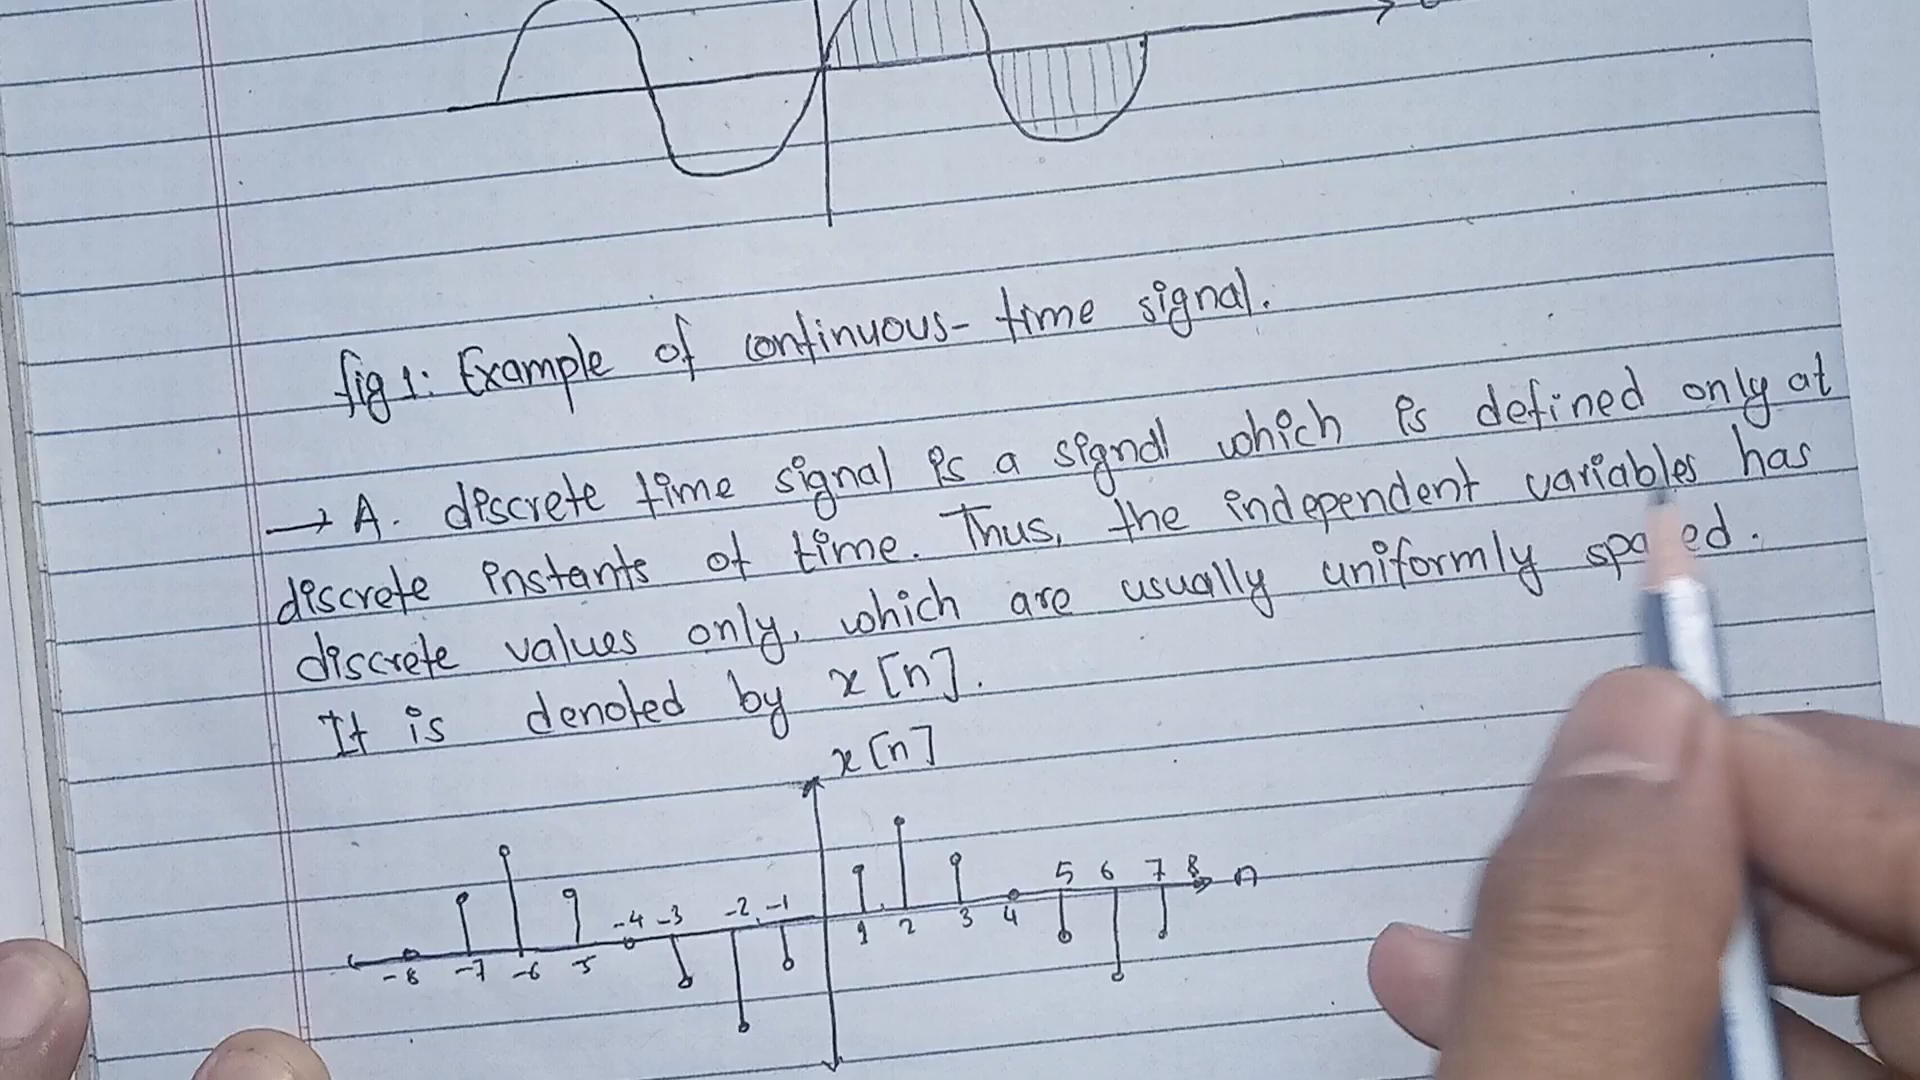 fig 1: Example of continuous-time signal.
→ A. discrete time signal is a signal which is defined only at
discrete instants of time. Thus, the independent variables has
discrete values only, which are usually uniformly spaced.
It is denoted by x[n].
x[n]
-8 -7 -6 -5 -4 -3 -2 -1 1 2 3 4 5 6 7 8 n